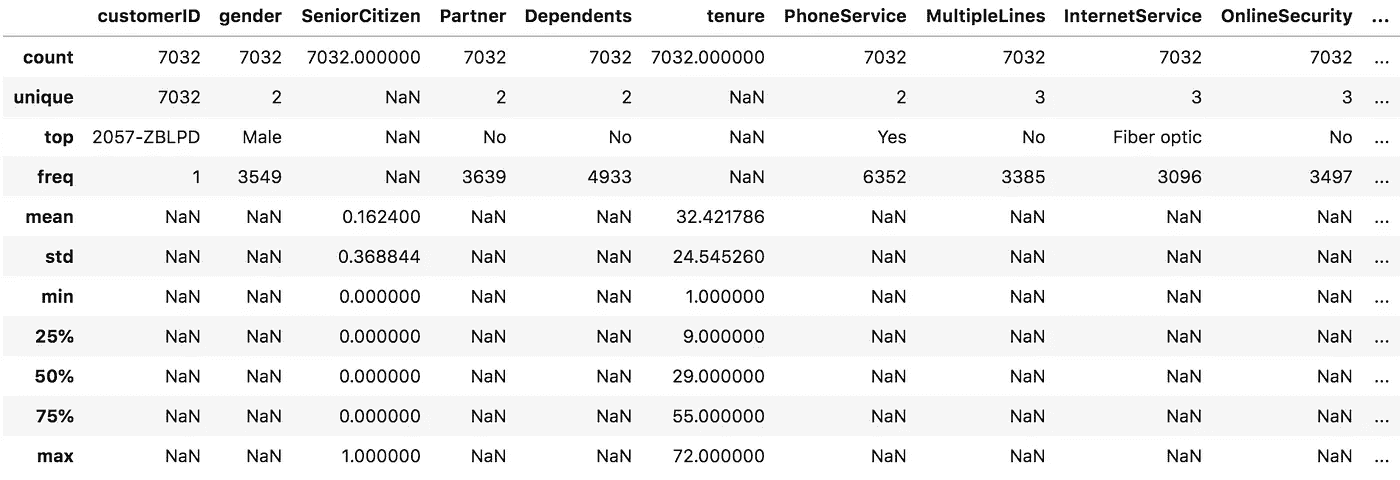 customerID gender SeniorCitizen Partner Dependents tenure PhoneService MultipleLines InternetService OnlineSecurity ...
count 7032 7032 7032.000000 7032 7032 7032.000000 7032 7032 7032 7032 ...
unique 7032 2 NaN 2 2 NaN 2 3 3 3 ...
top 2057-ZBLPD Male NaN No No NaN Yes No Fiber optic No ...
freq 1 3549 NaN 3639 4933 NaN 6352 3385 3096 3497 ...
mean NaN NaN 0.162400 NaN NaN 32.421786 NaN NaN NaN NaN ...
std NaN NaN 0.368844 NaN NaN 24.545260 NaN NaN NaN NaN ...
min NaN NaN 0.000000 NaN NaN 1.000000 NaN NaN NaN NaN ...
25% NaN NaN 0.000000 NaN NaN 9.000000 NaN NaN NaN NaN ...
50% NaN NaN 0.000000 NaN NaN 29.000000 NaN NaN NaN NaN ...
75% NaN NaN 0.000000 NaN NaN 55.000000 NaN NaN NaN NaN ...
max NaN NaN 1.000000 NaN NaN 72.000000 NaN NaN NaN NaN ...